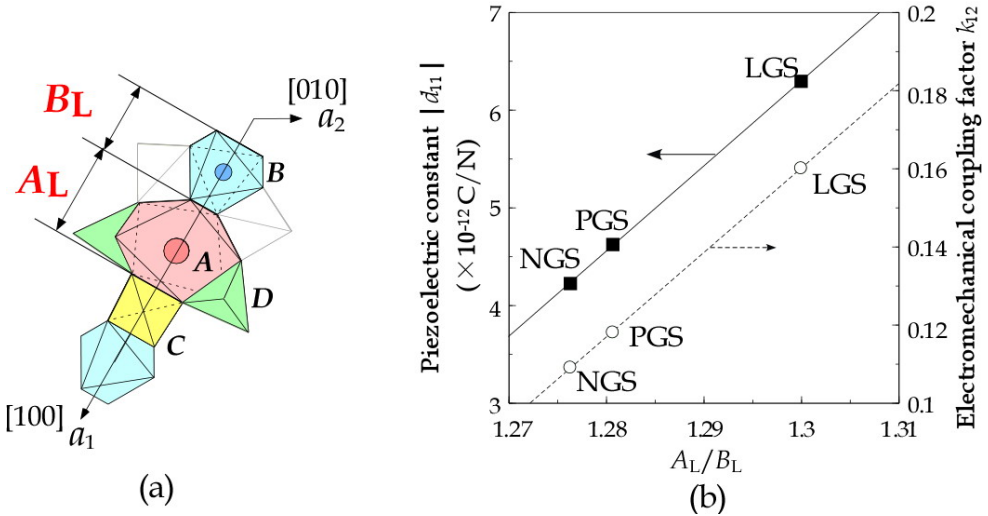 B_L
A_L
[010]
a_2
B
A
D
C
[100]
a_1
(a)
Piezoelectric constant |d_11|
(×10^-12 C/N)
7
6
5
4
3
LGS
PGS
NGS
LGS
PGS
NGS
0.2
0.18
0.16
0.14
0.12
0.1
Electromechanical coupling factor k_12
1.27
1.28
1.29
1.3
1.31
A_L/B_L
(b)